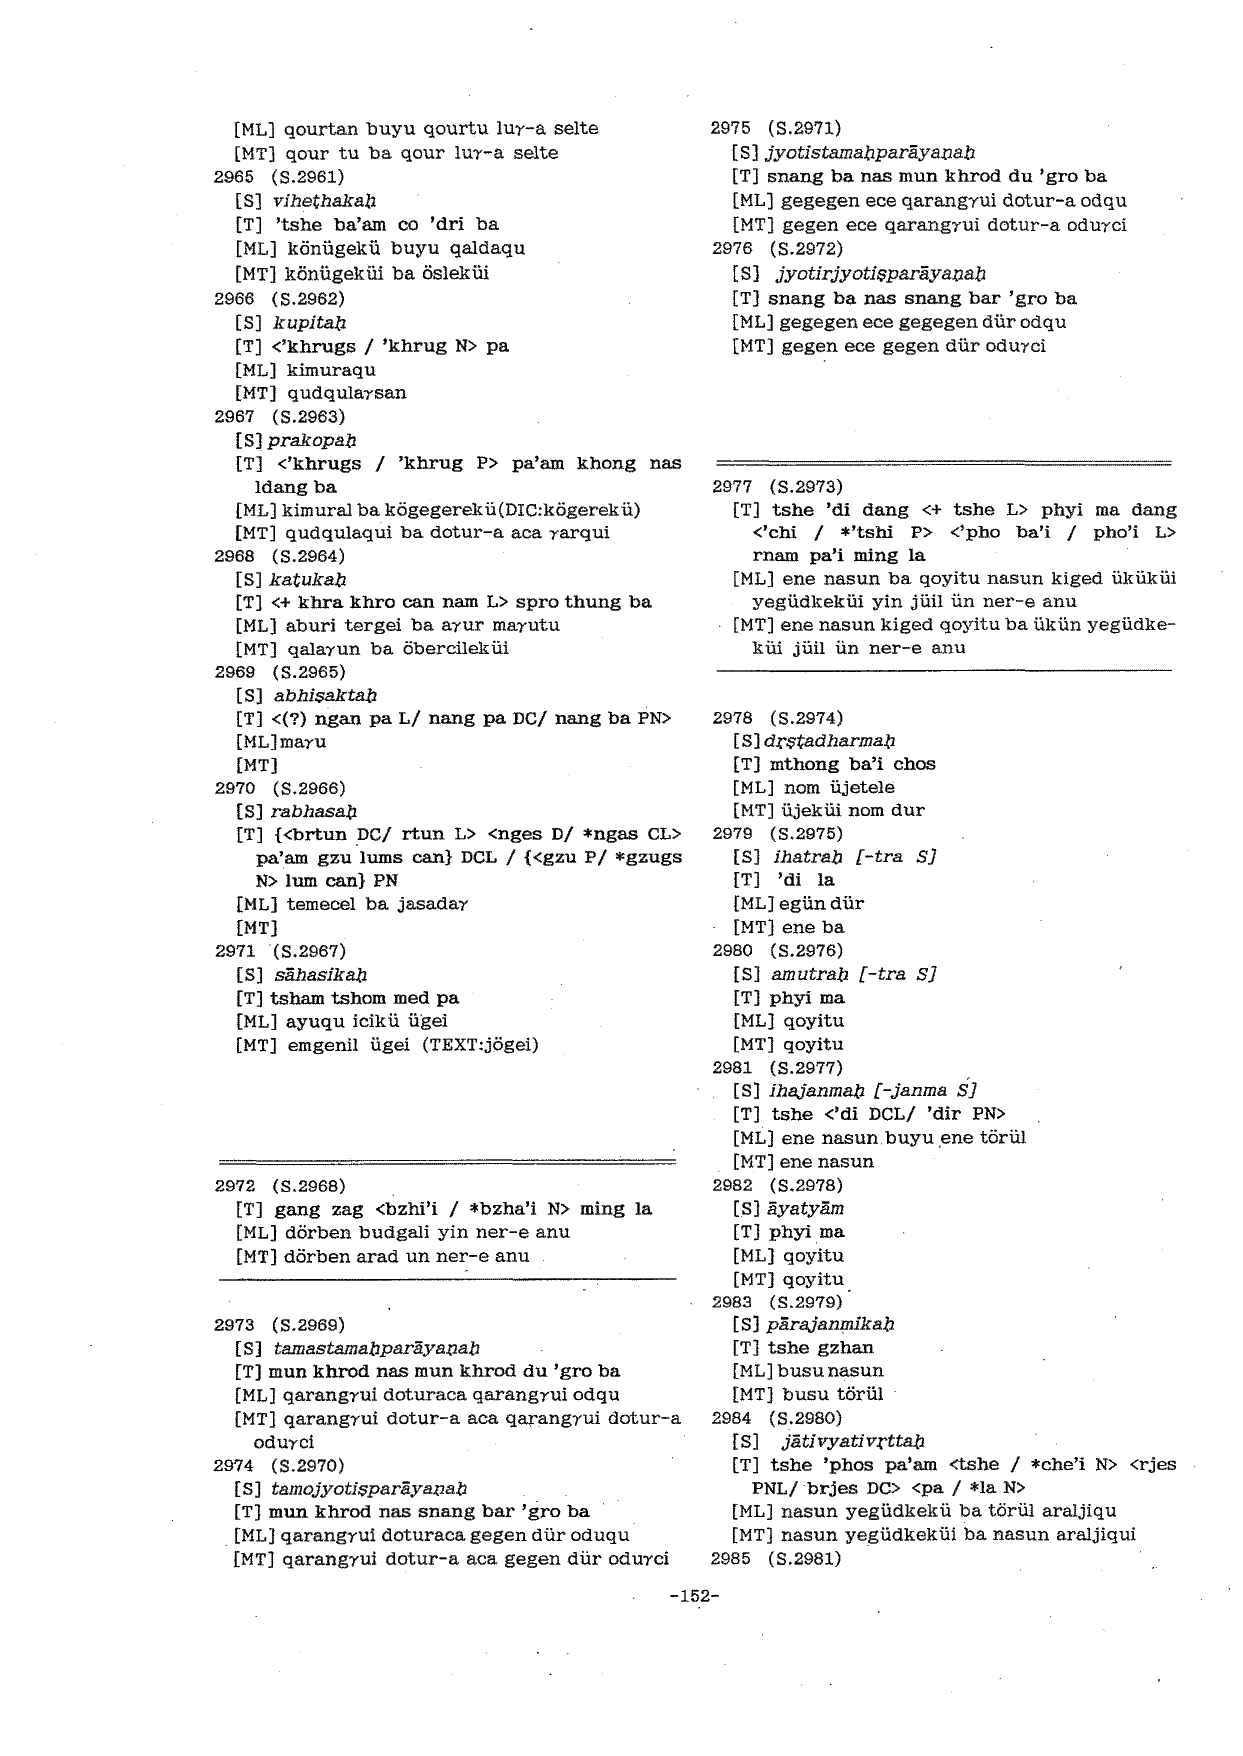 [ML] qourtan buyu qourtu luγ-a selte
[MT] qour tu ba qour luγ-a selte
2965 (S.2961)
[S] viheṭhakaḥ
[T] 'tshe ba'am co 'dri ba
[ML] könügekü buyu qaldaqu
[MT] könügeküi ba ösleküi
2966 (S.2962)
[S] kupitaḥ
[T] <'khrugs / 'khrug N> pa
[ML] kimuraqu
[MT] qudqulaγsan
2967 (S.2963)
[S] prakopaḥ
[T] <'khrugs / 'khrug P> pa'am khong nas
ldang ba
[ML] kimural ba kögegerekü(DIC:kögerekü)
[MT] qudqulaqui ba dotur-a aca γarqui
2968 (S.2964)
[S] kaṭukaḥ
[T] <+ khra khro can nam L> spro thung ba
[ML] aburi tergei ba aγur maγutu
[MT] qalaγun ba öbercileküi
2969 (S.2965)
[S] abhiṣaktaḥ
[T] <(?) ngan pa L/ nang pa DC/ nang ba PN>
[ML]maγu
[MT]
2970 (S.2966)
[S] rabhasaḥ
[T] {<brtun DC/ rtun L> <nges D/ *ngas CL>
pa'am gzu lums can} DCL / {<gzu P/ *gzugs
N> lum can} PN
[ML] temecel ba jasadaγ
[MT]
2971 (S.2967)
[S] sāhasikaḥ
[T] tsham tshom med pa
[ML] ayuqu icikü ügei
[MT] emgenil ügei (TEXT:jögei)
2972 (S.2968)
[T] gang zag <bzhi'i / *bzha'i N> ming la
[ML] dörben budgali yin ner-e anu
[MT] dörben arad un ner-e anu
2973 (S.2969)
[S] tamastamaḥparāyaṇaḥ
[T] mun khrod nas mun khrod du 'gro ba
[ML] qarangγui doturaca qarangγui odqu
[MT] qarangγui dotur-a aca qarangγui dotur-a
oduγci
2974 (S.2970)
[S] tamojyotiṣparāyaṇaḥ
[T] mun khrod nas snang bar 'gro ba
[ML] qarangγui doturaca gegen dür oduqu
[MT] qarangγui dotur-a aca gegen dür oduγci
2975 (S.2971)
[S] jyotistamaḥparāyaṇaḥ
[T] snang ba nas mun khrod du 'gro ba
[ML] gegegen ece qarangγui dotur-a odqu
[MT] gegen ece qarangγui dotur-a oduγci
2976 (S.2972)
[S] jyotirjyotiṣparāyaṇaḥ
[T] snang ba nas snang bar 'gro ba
[ML] gegegen ece gegegen dür odqu
[MT] gegen ece gegen dür oduγci
2977 (S.2973)
[T] tshe 'di dang <+ tshe L> phyi ma dang
<'chi / *'tshi P> <'pho ba'i / pho'i L>
rnam pa'i ming la
[ML] ene nasun ba qoyitu nasun kiged üküküi
yegüdkeküi yin jüil ün ner-e anu
[MT] ene nasun kiged qoyitu ba ükün yegüdke-
küi jüil ün ner-e anu
2978 (S.2974)
[S] dṛṣṭadharmaḥ
[T] mthong ba'i chos
[ML] nom üjetele
[MT] üjeküi nom dur
2979 (S.2975)
[S] ihatraḥ [-tra S]
[T] 'di la
[ML] egün dür
[MT] ene ba
2980 (S.2976)
[S] amutraḥ [-tra S]
[T] phyi ma
[ML] qoyitu
[MT] qoyitu
2981 (S.2977)
[S] ihajanmaḥ [-janma S]
[T] tshe <'di DCL/ 'dir PN>
[ML] ene nasun buyu ene törül
[MT] ene nasun
2982 (S.2978)
[S] āyatyām
[T] phyi ma
[ML] qoyitu
[MT] qoyitu
2983 (S.2979)
[S] pārajanmikaḥ
[T] tshe gzhan
[ML] busu nasun
[MT] busu törül
2984 (S.2980)
[S] jātivyativṛttaḥ
[T] tshe 'phos pa'am <tshe / *che'i N> <rjes
PNL/ brjes DC> <pa / *la N>
[ML] nasun yegüdkekü ba törül araljiqu
[MT] nasun yegüdkeküi ba nasun araljiqui
2985 (S.2981)
-152-